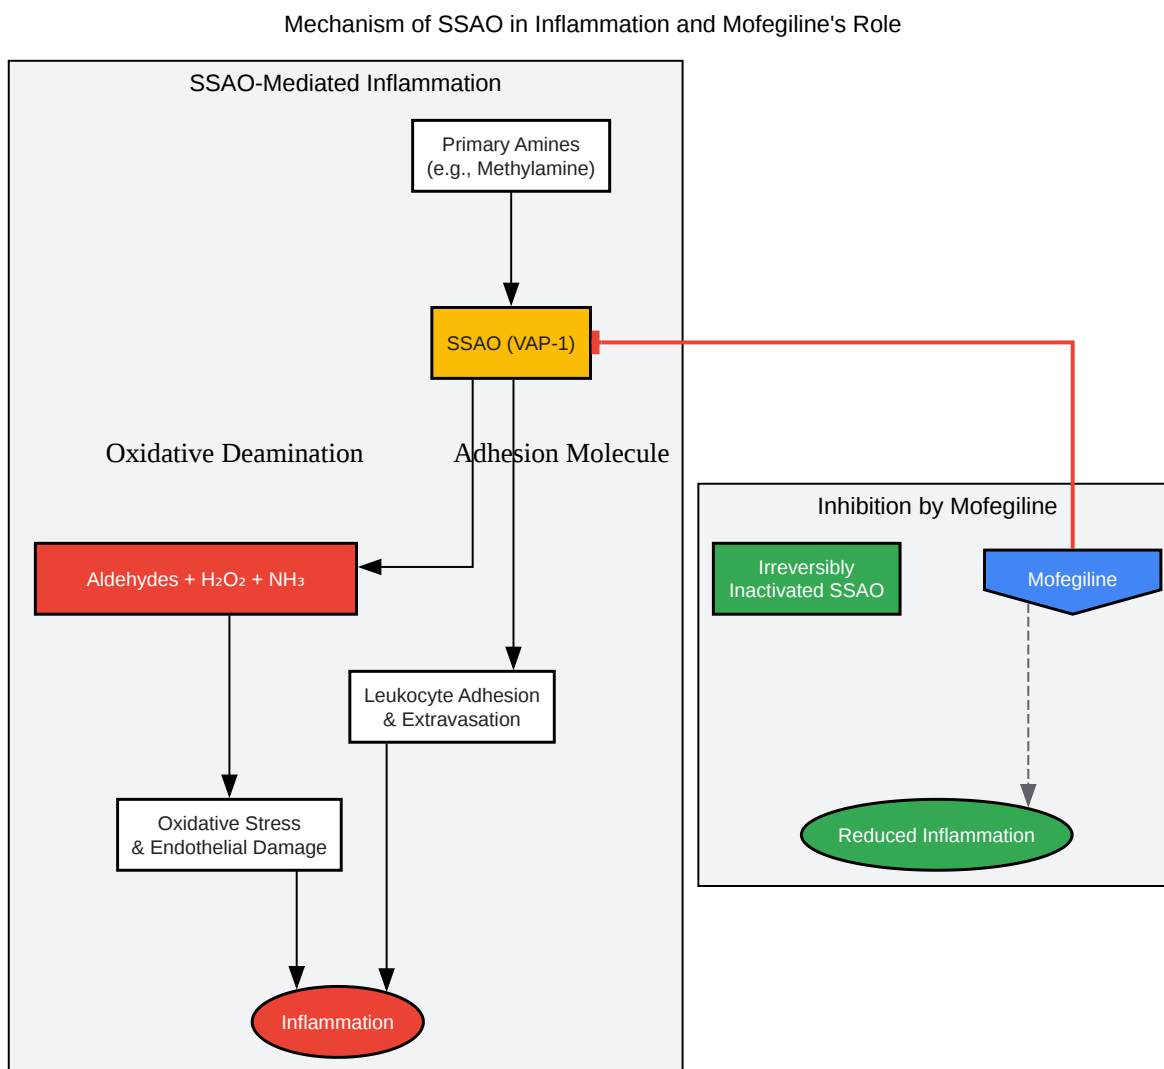 Mechanism of SSAO in Inflammation and Mofegiline's Role
SSAO-Mediated Inflammation
Primary Amines
(e.g., Methylamine)
SSAO (VAP-1)
Oxidative Deamination
Adhesion Molecule
Aldehydes + H₂O₂ + NH₃
Leukocyte Adhesion
& Extravasation
Oxidative Stress
& Endothelial Damage
Inflammation
Inhibition by Mofegiline
Irreversibly
Inactivated SSAO
Mofegiline
Reduced Inflammation